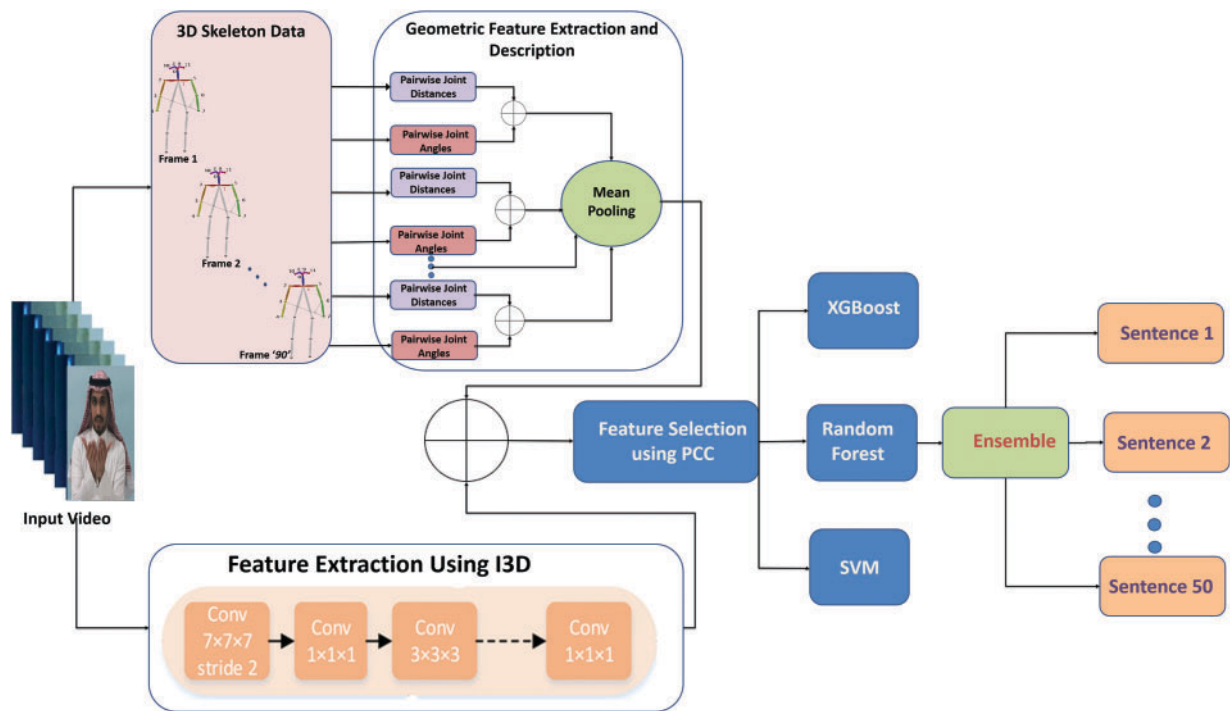 3D Skeleton Data
Frame 1
Frame 2
Frame '90'
Geometric Feature Extraction and
Description
Pairwise Joint
Distances
Pairwise Joint
Angles
Pairwise Joint
Distances
Pairwise Joint
Angles
Pairwise Joint
Distances
Pairwise Joint
Angles
Mean
Pooling
Input Video
Feature Extraction Using I3D
Conv
7×7×7
stride 2
Conv
1×1×1
Conv
3×3×3
Conv
1×1×1
Feature Selection
using PCC
XGBoost
Random
Forest
SVM
Ensemble
Sentence 1
Sentence 2
Sentence 50